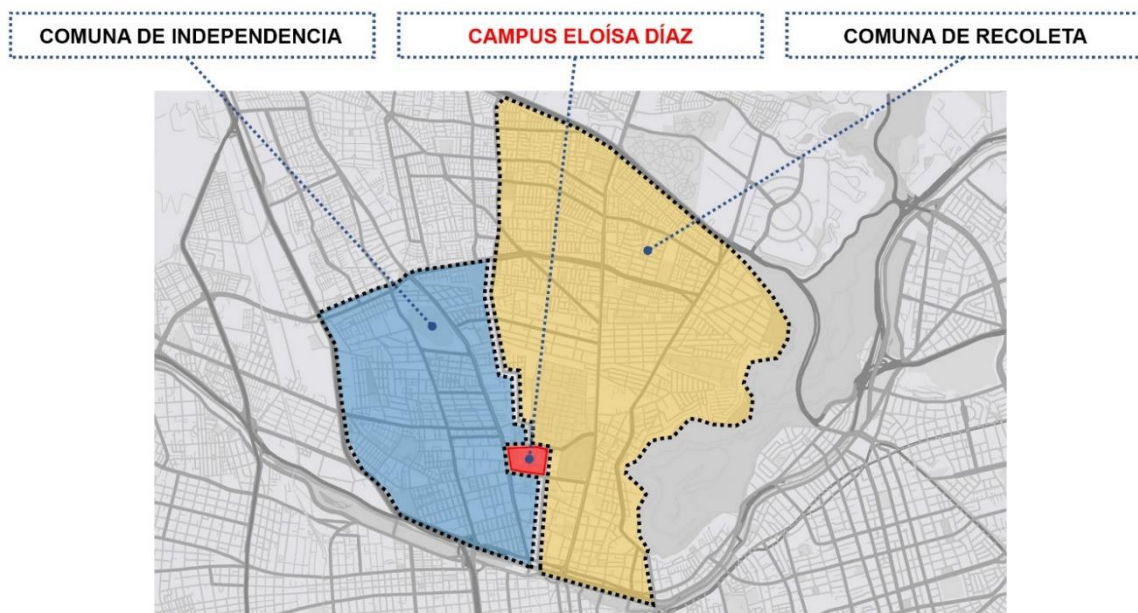 COMUNA DE INDEPENDENCIA
CAMPUS ELOÍSA DÍAZ
COMUNA DE RECOLETA